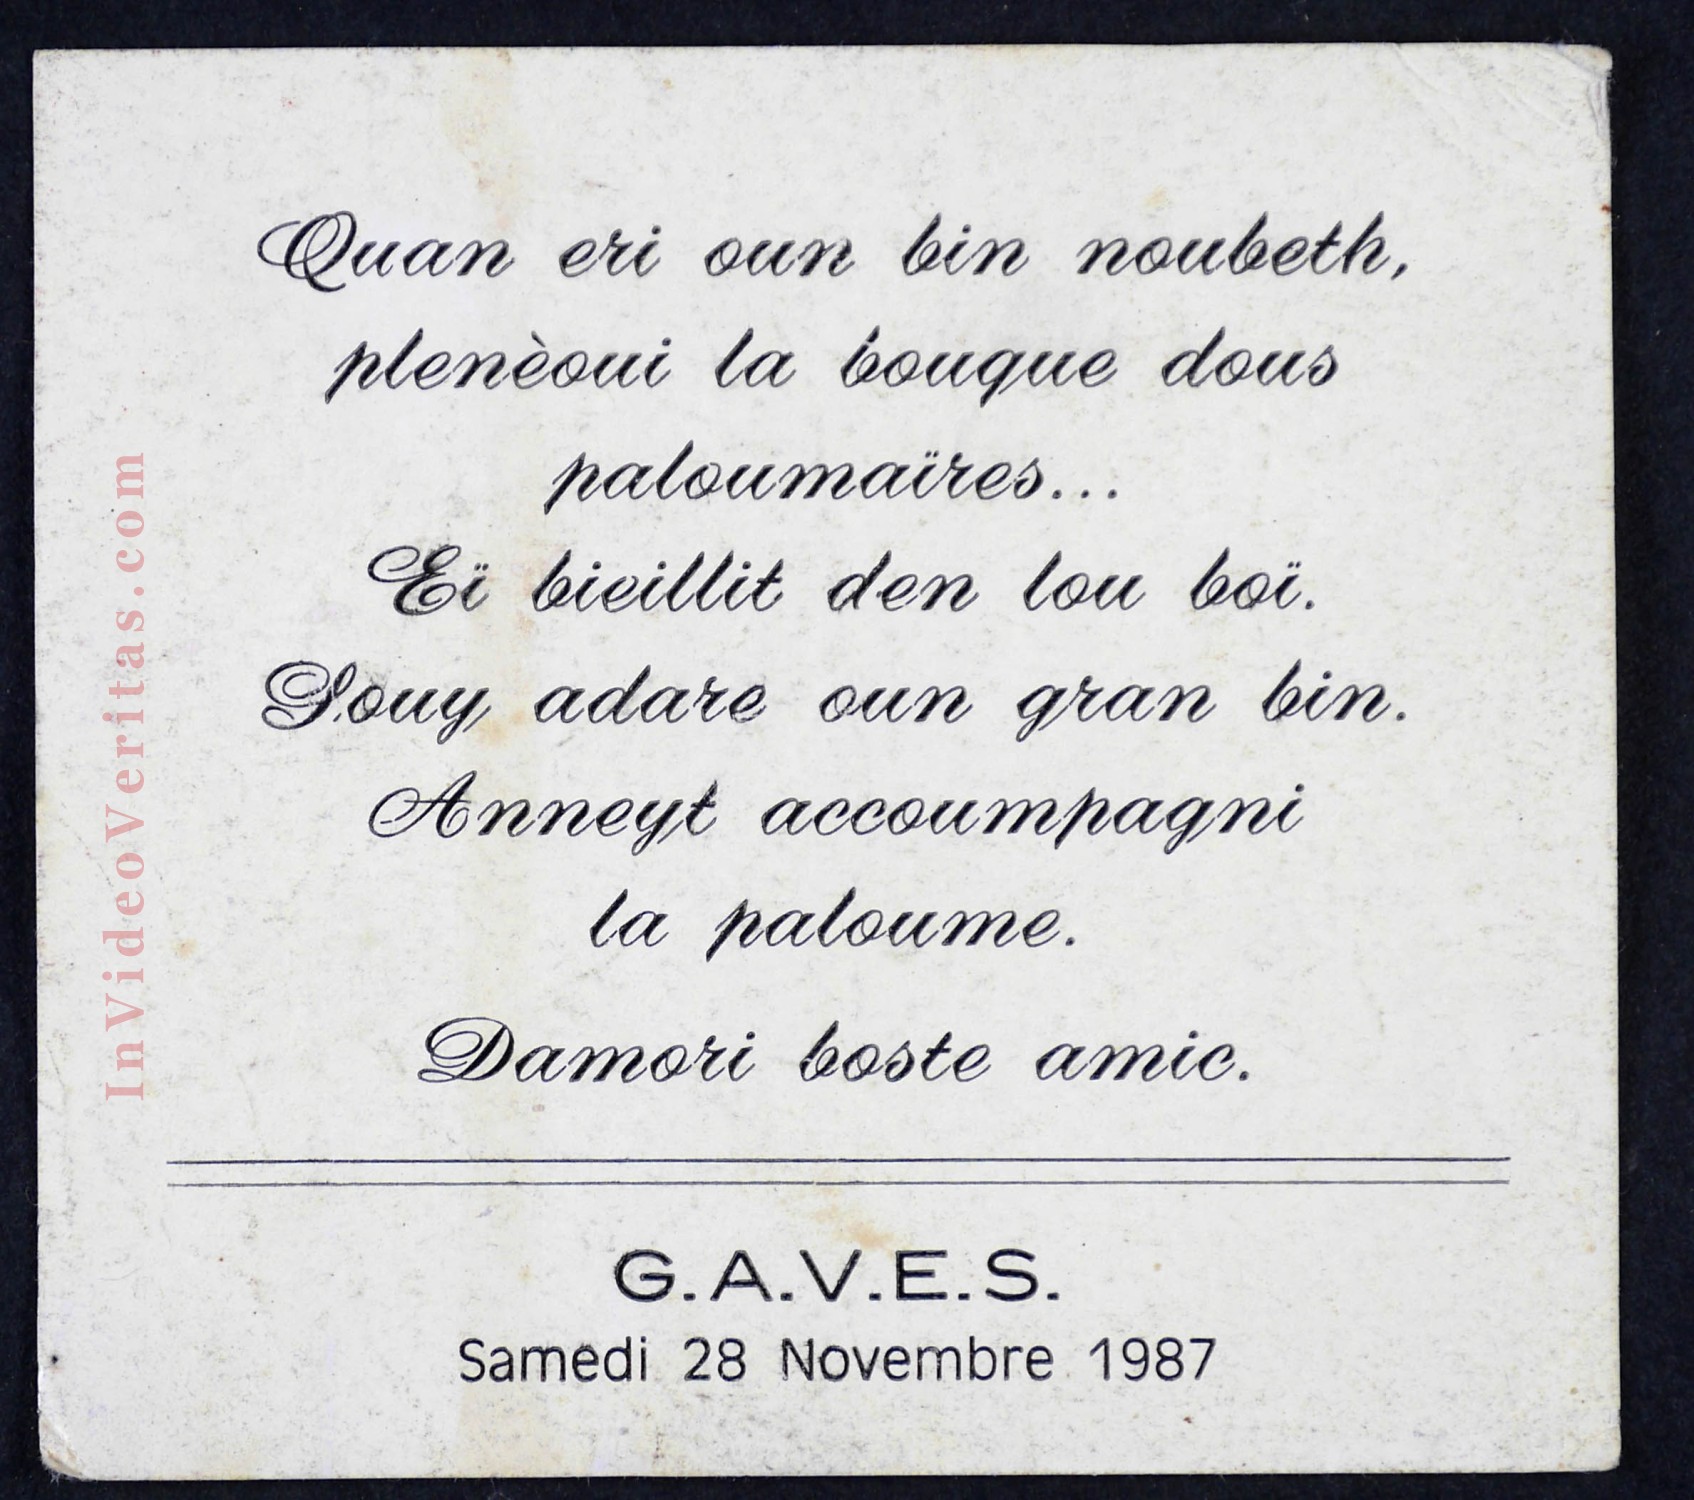 Quan eri oun bin noubeth,
plenèoui la bouque dous
paloumaïres...
Eï bieillit den lou boï.
Souy adare oun gran bin.
Anneyt accoumpagni
la paloume.
Damori boste amic.
G.A.V.E.S.
Samedi 28 Novembre 1987
InVideoVeritas.com